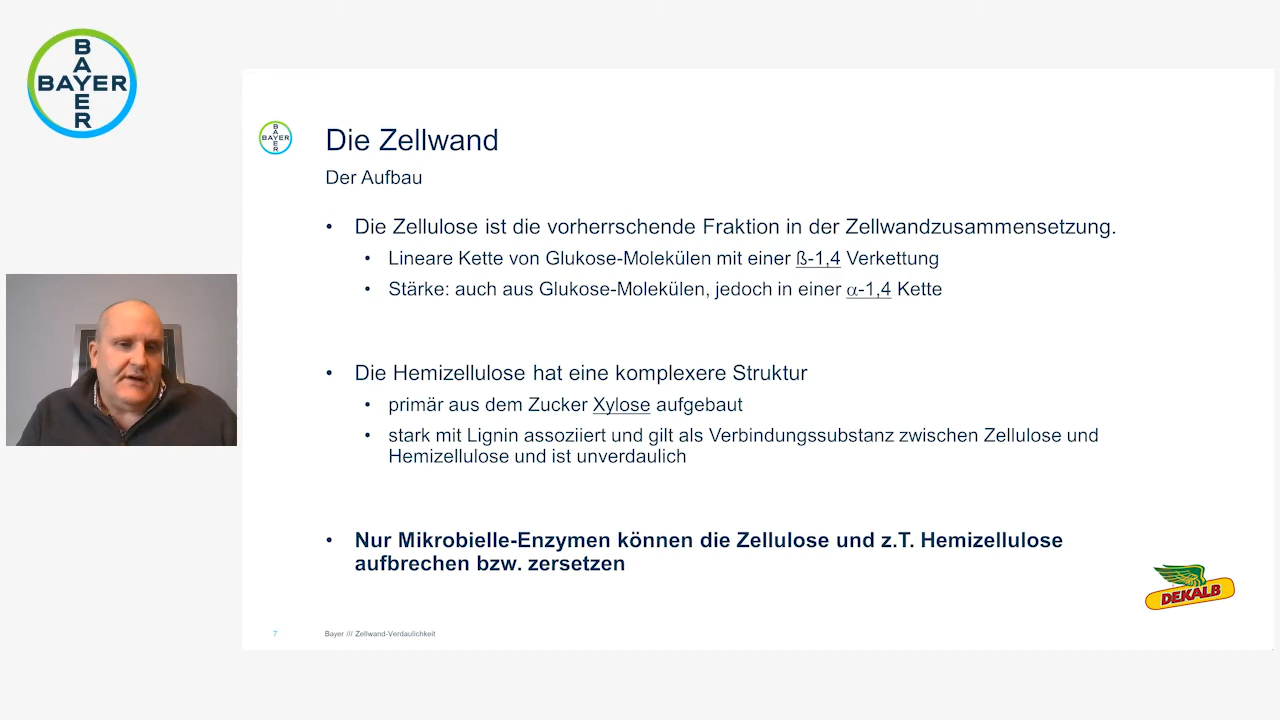 BAYER
BAYER
BAYER
BAYER
Die Zellwand
Der Aufbau
• Die Zellulose ist die vorherrschende Fraktion in der Zellwandzusammensetzung.
• Lineare Kette von Glukose-Molekülen mit einer ß-1,4 Verkettung
• Stärke: auch aus Glukose-Molekülen, jedoch in einer α-1,4 Kette
• Die Hemizellulose hat eine komplexere Struktur
• primär aus dem Zucker Xylose aufgebaut
• stark mit Lignin assoziiert und gilt als Verbindungssubstanz zwischen Zellulose und
Hemizellulose und ist unverdaulich
• Nur Mikrobielle-Enzymen können die Zellulose und z.T. Hemizellulose
aufbrechen bzw. zersetzen
DEKALB
7
Bayer /// Zellwand-Verdaulichkeit